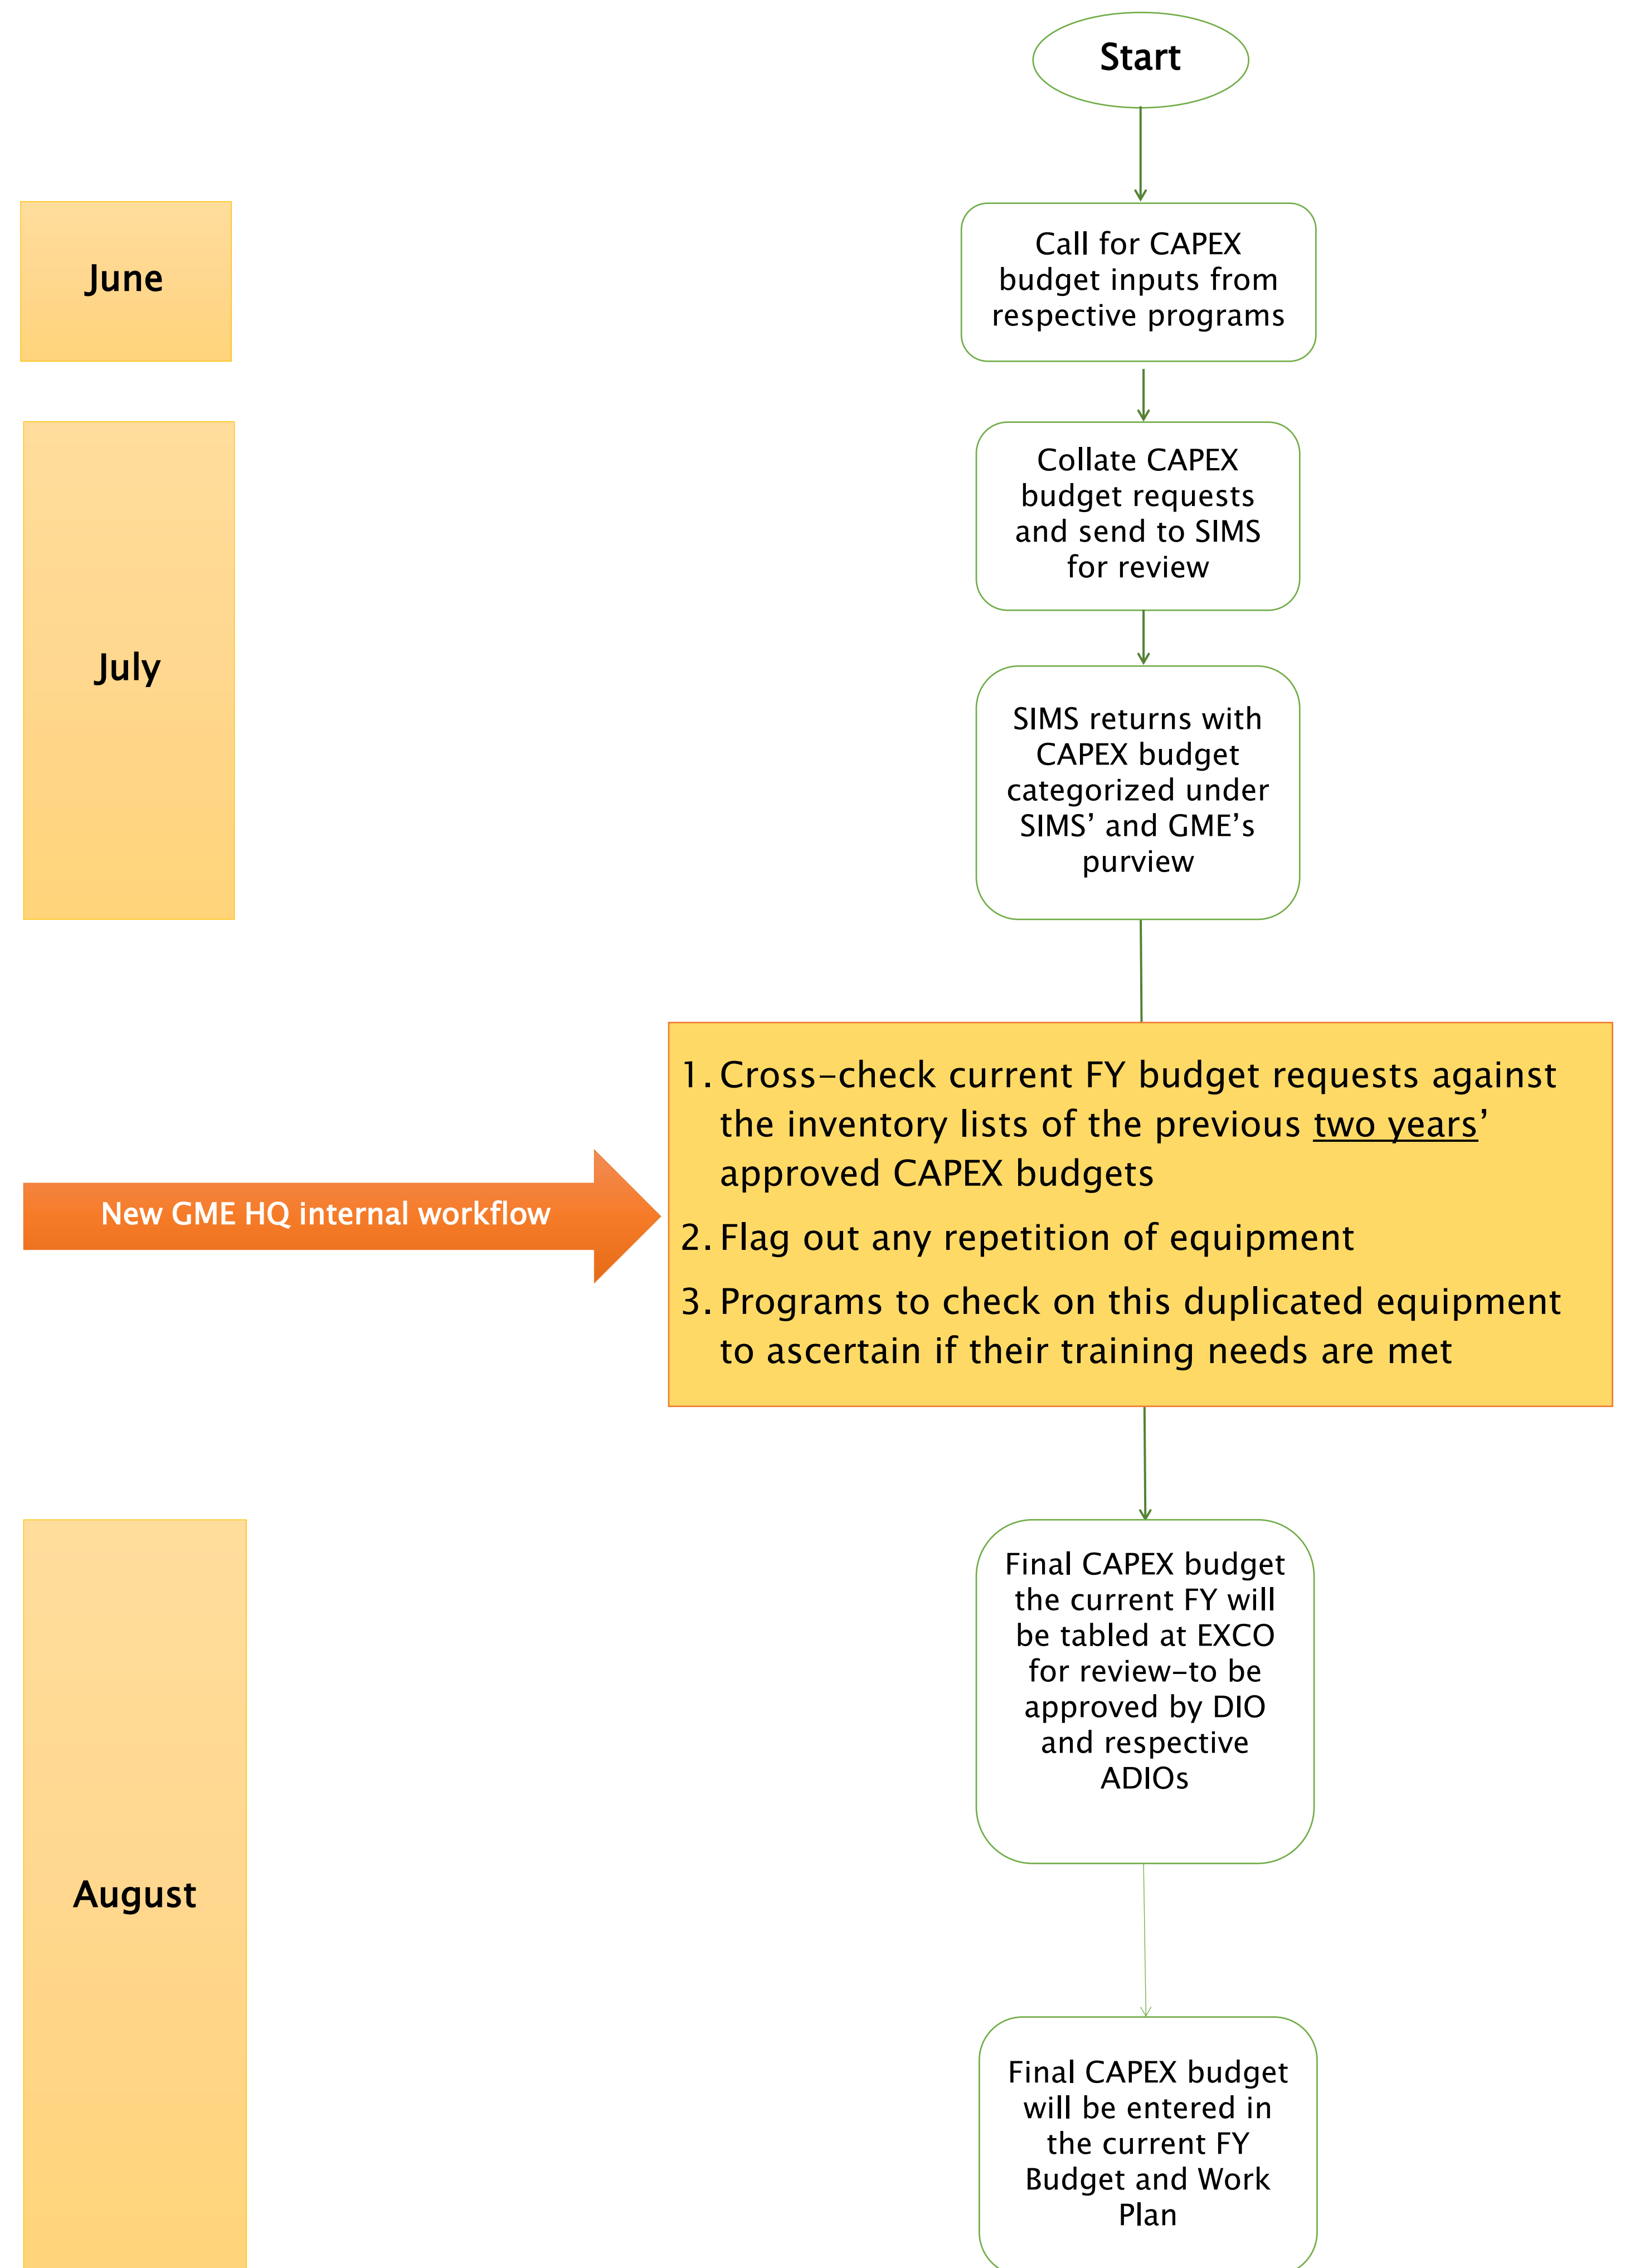 Start
June
Call for CAPEX
budget inputs from
respective programs
July
Collate CAPEX
budget requests
and send to SIMS
for review
SIMS returns with
CAPEX budget
categorized under
SIMS’ and GME’s
purview
New GME HQ internal workflow
1. Cross-check current FY budget requests against
the inventory lists of the previous two years’
approved CAPEX budgets
2. Flag out any repetition of equipment
3. Programs to check on this duplicated equipment
to ascertain if their training needs are met
August
Final CAPEX budget
the current FY will
be tabled at EXCO
for review-to be
approved by DIO
and respective
ADIOs
Final CAPEX budget
will be entered in
the current FY
Budget and Work
Plan